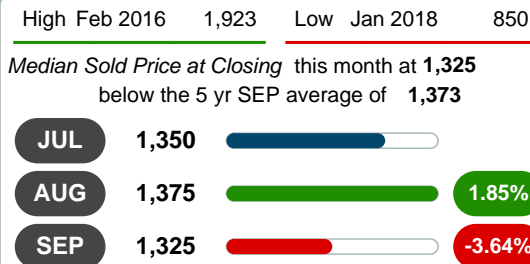 High Feb 2016 1,923 Low Jan 2018 850
Median Sold Price at Closing this month at 1,325
below the 5 yr SEP average of 1,373
JUL 1,350
AUG 1,375 1.85%
SEP 1,325 -3.64%